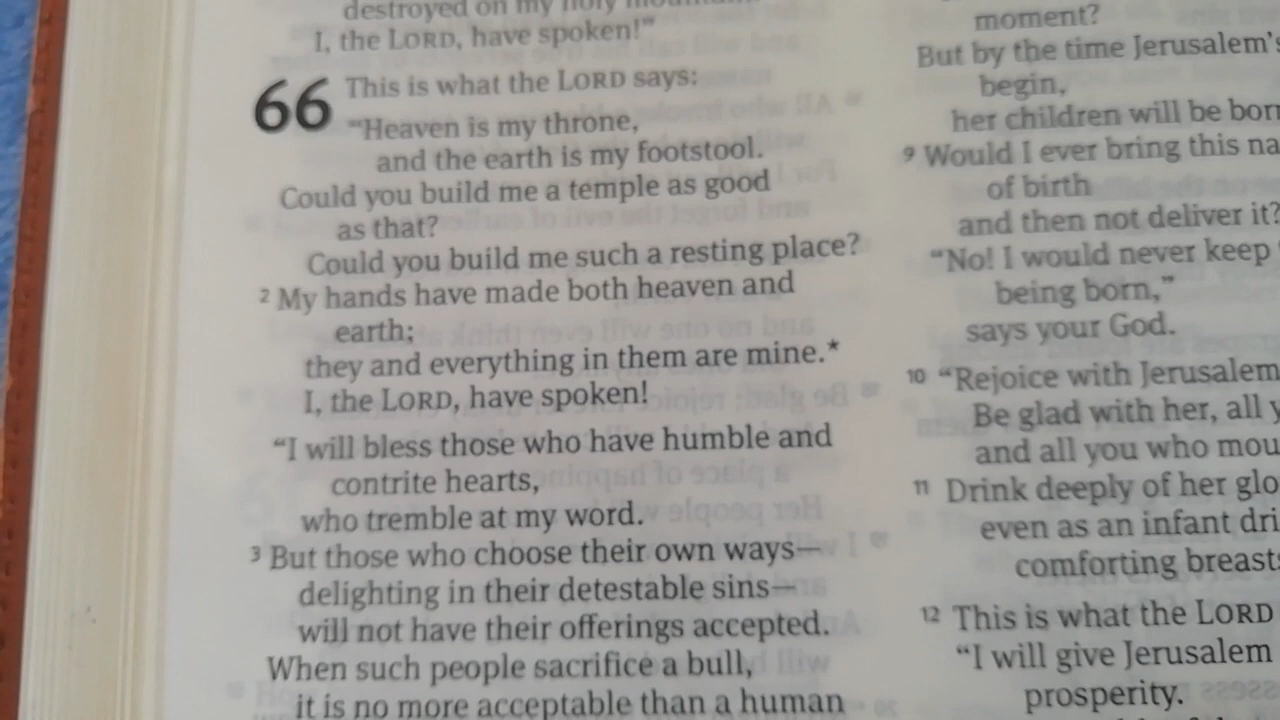 destroyed on my holy
I, the LORD, have spoken!”
66 This is what the LORD says:
“Heaven is my throne,
and the earth is my footstool.
Could you build me a temple as good
as that?
Could you build me such a resting place?
2 My hands have made both heaven and
earth;
they and everything in them are mine.*
I, the LORD, have spoken!
“I will bless those who have humble and
contrite hearts,
who tremble at my word.
3 But those who choose their own ways—
delighting in their detestable sins—
will not have their offerings accepted.
When such people sacrifice a bull,
it is no more acceptable than a human
moment?
But by the time Jerusalem’s
begin,
her children will be
9 Would I ever bring this
of birth
and then not deliver it?
“No! I would never keep
being born,”
says your God.
10 “Rejoice with Jerusalem
Be glad with her, all
and all you who
11 Drink deeply of her
even as an infant
comforting
12 This is what the LORD
“I will give Jerusalem
prosperity.